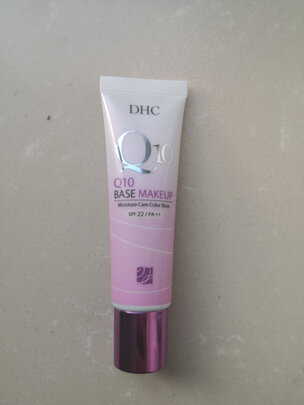 DHC
Q10
Q10
BASE MAKEUP
Moisture Care Color Base
SPF 22 / PA ++